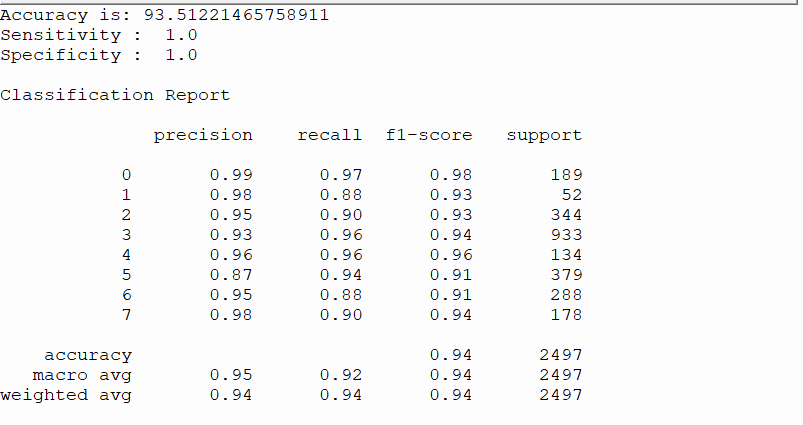 Accuracy is: 93.51221465758911
Sensitivity :  1.0
Specificity :  1.0
Classification Report
precision    recall  f1-score   support
0       0.99      0.97      0.98       189
1       0.98      0.88      0.93        52
2       0.95      0.90      0.93       344
3       0.93      0.96      0.94       933
4       0.96      0.96      0.96       134
5       0.87      0.94      0.91       379
6       0.95      0.88      0.91       288
7       0.98      0.90      0.94       178
accuracy                           0.94      2497
macro avg       0.95      0.92      0.94      2497
weighted avg       0.94      0.94      0.94      2497